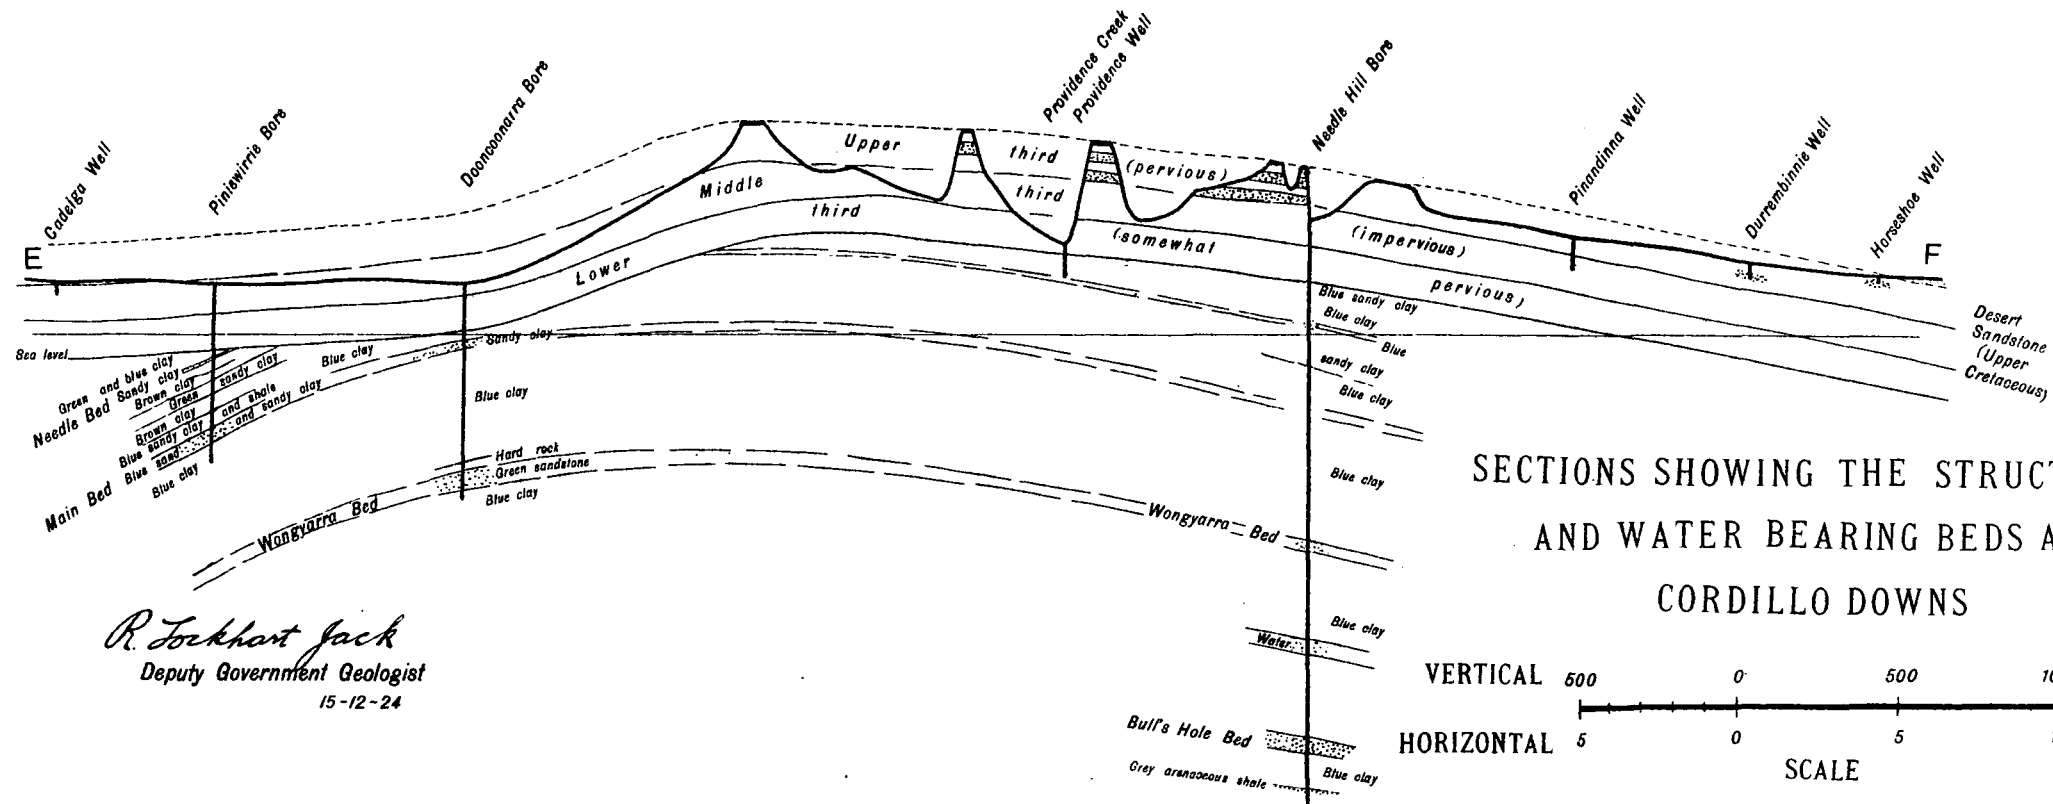 Cadelga Well
Piniewirrie Bore
Dooncoonarra Bore
Providence Creek
Providence Well
Needle Hill Bore
Pinandinna Well
Durrembinnie Well
Horseshoe Well
E
F
Upper third (pervious)
Middle third (impervious)
Lower third (somewhat pervious)
Desert
Sandstone
(Upper
Cretaceous)
Sea level
Green and blue clay
Needle Bed Sandy clay
Brown clay
Green sandy clay
Brown clay
Blue sandy clay and shale
Main Bed Blue sand and sandy clay
Blue clay
Blue clay
Sandy clay
Blue clay
Hard rock
Green sandstone
Blue clay
Wongyarra Bed
Blue sandy clay
Blue clay
Blue
sandy clay
Blue clay
Blue clay
Wongyarra Bed
Blue clay
Water
Bull's Hole Bed
Blue clay
Grey arenaceous shale
R. Lockhart Jack
Deputy Government Geologist
15-12-24
SECTIONS SHOWING THE STRUCT
AND WATER BEARING BEDS A
CORDILLO DOWNS
VERTICAL 500 0 500 10
HORIZONTAL 5 0 5
SCALE